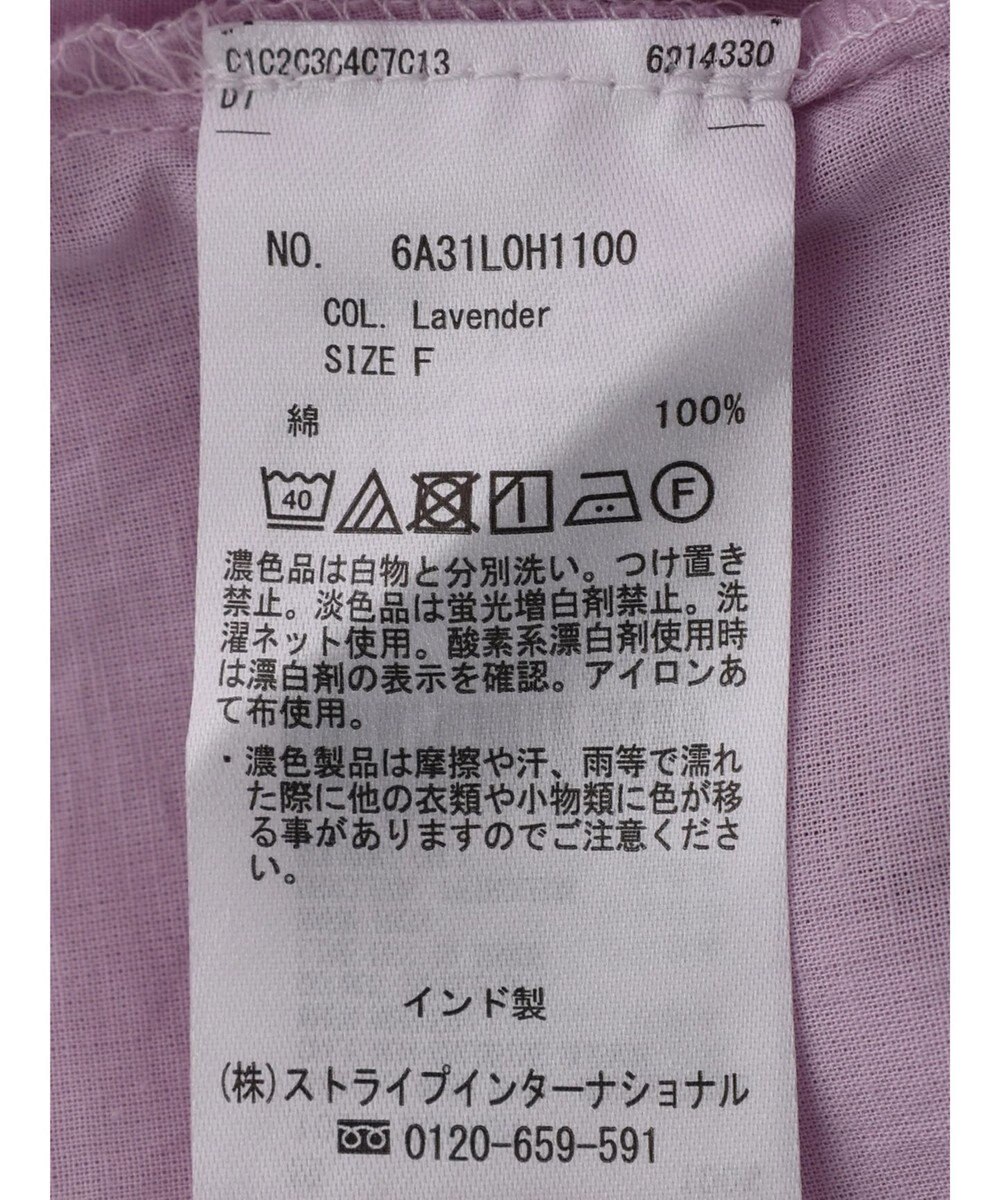 C1C2C3C4C7C13 6214330
D7
NO. 6A31L0H1100
COL. Lavender
SIZE F
綿 100%
40 F
濃色品は白物と分別洗い。つけ置き
禁止。淡色品は蛍光増白剤禁止。洗
濯ネット使用。酸素系漂白剤使用時
は漂白剤の表示を確認。アイロンあ
て布使用。
・濃色製品は摩擦や汗、雨等で濡れ
た際に他の衣類や小物類に色が移
る事がありますのでご注意くださ
い。
インド製
(株)ストライプインターナショナル
0120-659-591